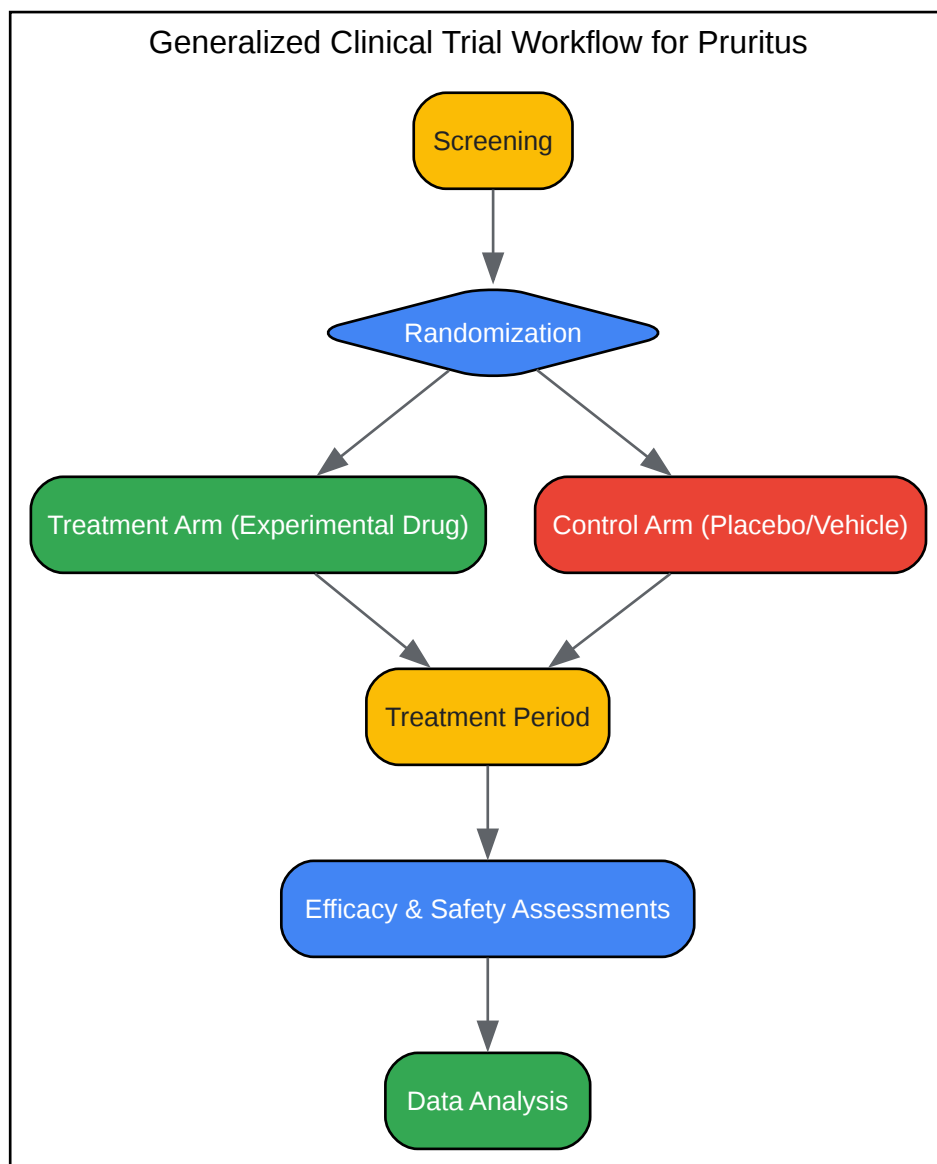 Generalized Clinical Trial Workflow for Pruritus
Screening
Randomization
Treatment Arm (Experimental Drug)
Control Arm (Placebo/Vehicle)
Treatment Period
Efficacy & Safety Assessments
Data Analysis